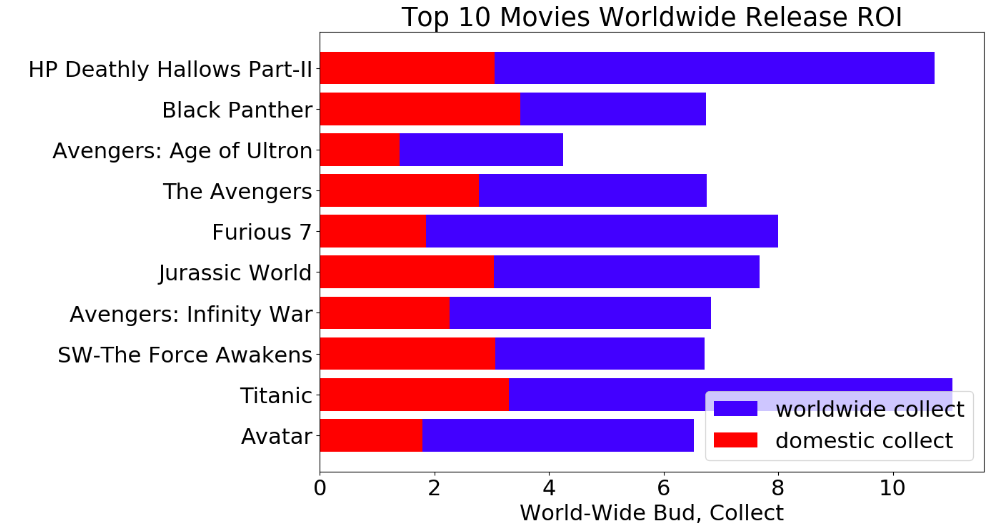 Top 10 Movies Worldwide Release ROI
HP Deathly Hallows Part-II
Black Panther
Avengers: Age of Ultron
The Avengers
Furious 7
Jurassic World
Avengers: Infinity War
SW-The Force Awakens
Titanic
Avatar
worldwide collect
domestic collect
0 2 4 6 8 10
World-Wide Bud, Collect